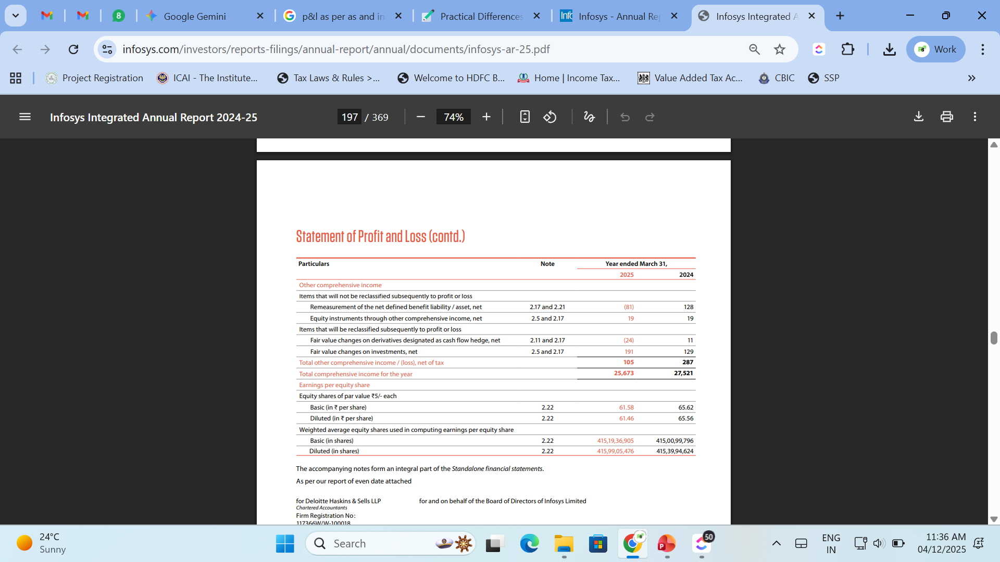 8
Google Gemini
p&l as per as and in
Practical Differences
Infosys - Annual Re
Infosys Integrated A
infosys.com/investors/reports-filings/annual-report/annual/documents/infosys-ar-25.pdf
Work
Project Registration
ICAI - The Institute...
Tax Laws & Rules >...
Welcome to HDFC B...
Home | Income Tax...
Value Added Tax Ac...
CBIC
SSP
Infosys Integrated Annual Report 2024-25
197 / 369
74%
Statement of Profit and Loss (contd.)
Particulars Note Year ended March 31,
2025 2024
Other comprehensive income
Items that will not be reclassified subsequently to profit or loss
Remeasurement of the net defined benefit liability / asset, net 2.17 and 2.21 (81) 128
Equity instruments through other comprehensive income, net 2.5 and 2.17 19 19
Items that will be reclassified subsequently to profit or loss
Fair value changes on derivatives designated as cash flow hedge, net 2.11 and 2.17 (24) 11
Fair value changes on investments, net 2.5 and 2.17 191 129
Total other comprehensive income / (loss), net of tax 105 287
Total comprehensive income for the year 25,673 27,521
Earnings per equity share
Equity shares of par value ₹5/- each
Basic (in ₹ per share) 2.22 61.58 65.62
Diluted (in ₹ per share) 2.22 61.46 65.56
Weighted average equity shares used in computing earnings per equity share
Basic (in shares) 2.22 415,19,36,905 415,00,99,796
Diluted (in shares) 2.22 415,99,05,476 415,39,94,624
The accompanying notes form an integral part of the Standalone financial statements.
As per our report of even date attached
for Deloitte Haskins & Sells LLP for and on behalf of the Board of Directors of Infosys Limited
Chartered Accountants
Firm Registration No:
117366W/W-100018
24°C
Sunny
Search
50
ENG
IN
11:36 AM
04/12/2025